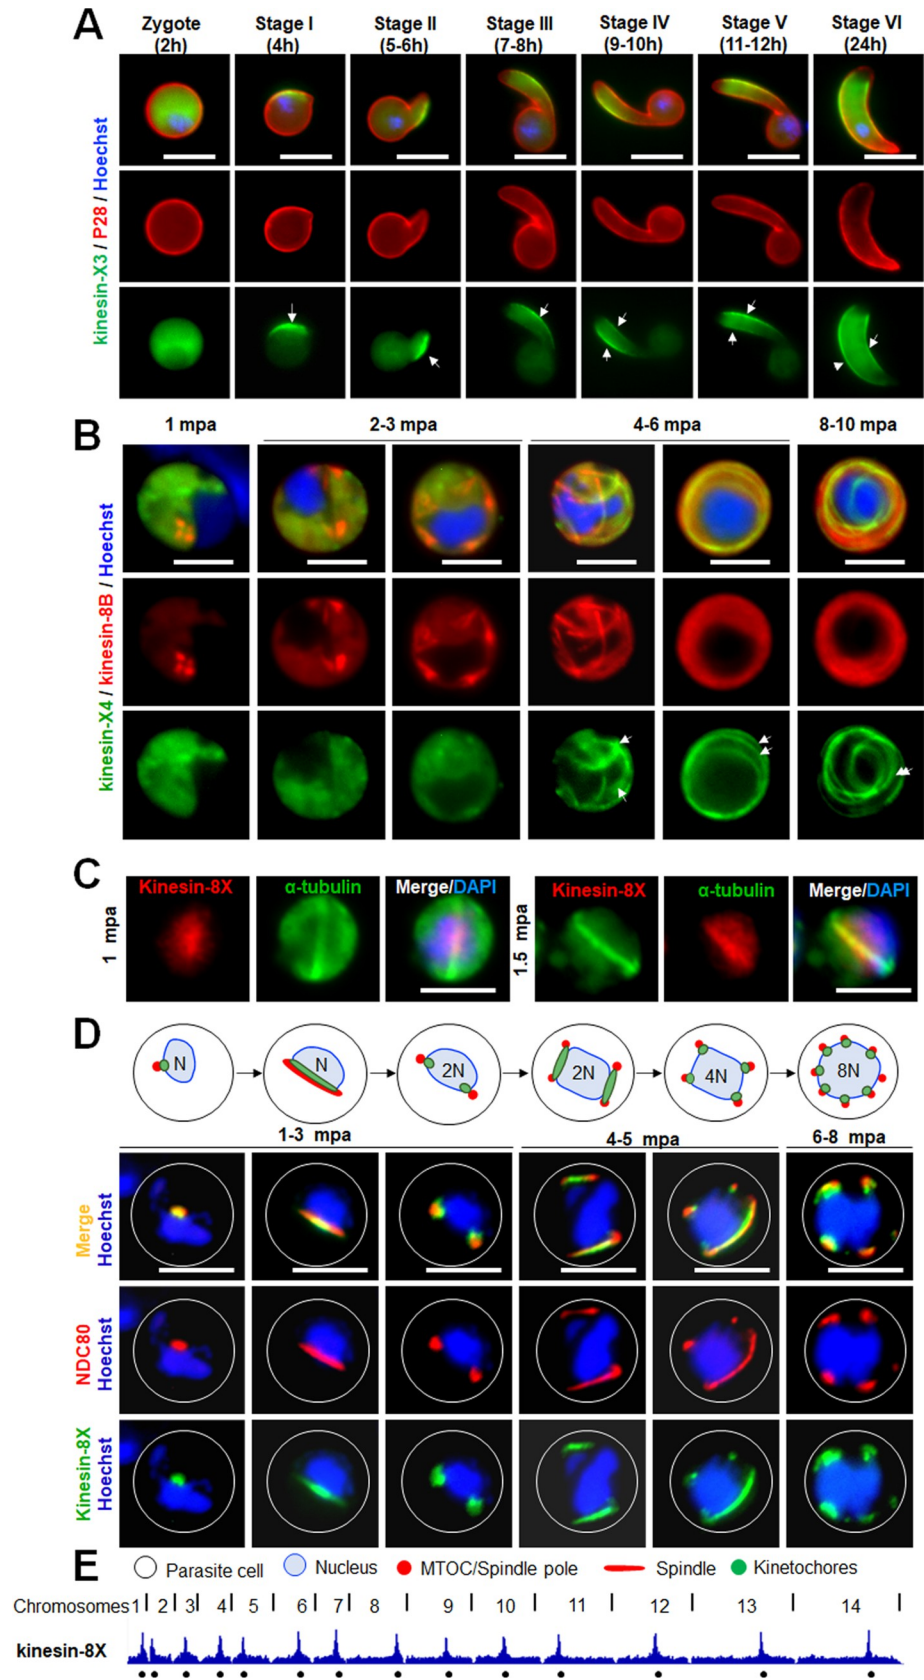 A
Zygote
(2h)
Stage I
(4h)
Stage II
(5-6h)
Stage III
(7-8h)
Stage IV
(9-10h)
Stage V
(11-12h)
Stage VI
(24h)
kinesin-X3 / P28 / Hoechst
B
1 mpa
2-3 mpa
4-6 mpa
8-10 mpa
kinesin-X4 / kinesin-8B / Hoechst
C
1 mpa
Kinesin-8X
α-tubulin
Merge/DAPI
1.5 mpa
Kinesin-8X
α-tubulin
Merge/DAPI
D
N
N
2N
2N
4N
8N
1-3 mpa
4-5 mpa
6-8 mpa
Merge
Hoechst
NDC80
Hoechst
Kinesin-8X
Hoechst
Parasite cell
Nucleus
MTOC/Spindle pole
Spindle
Kinetochores
E
Chromosomes 1 2 3 4 5 6 7 8 9 10 11 12 13 14
kinesin-8X